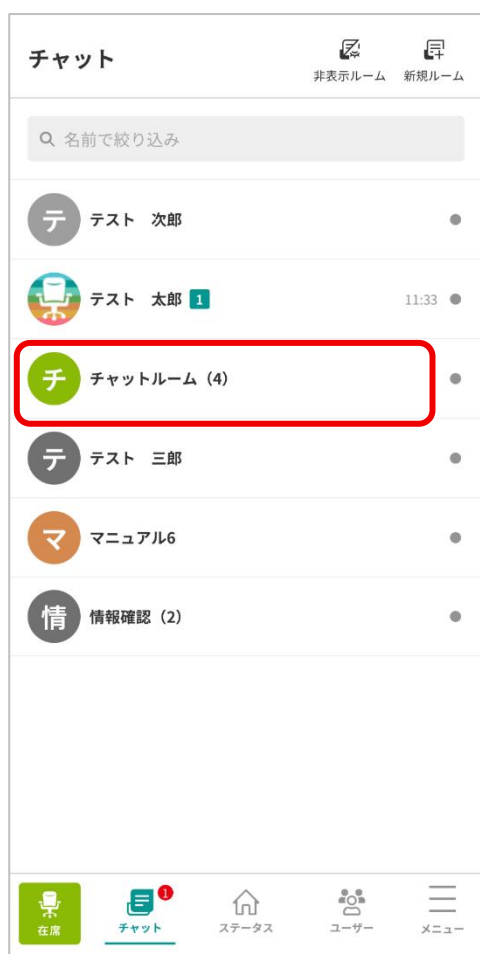 チャット
非表示ルーム 新規ルーム
名前で絞り込み
テ テスト　次郎
テスト　太郎 1 11:33
チ チャットルーム（4）
テ テスト　三郎
マ マニュアル6
情 情報確認（2）
1
在席 チャット ステータス ユーザー メニュー